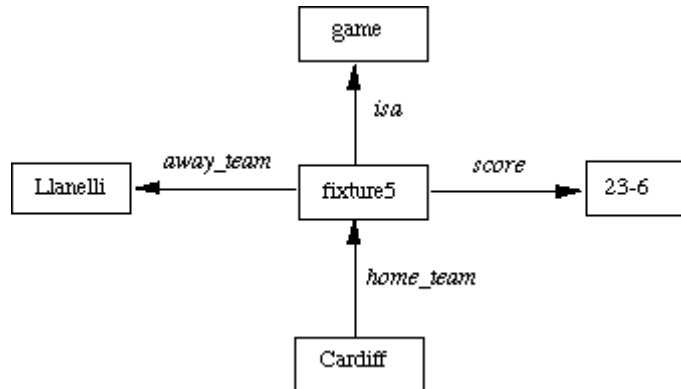 game
isa
away_team
score
Llanelli
fixture5
23-6
home_team
Cardiff